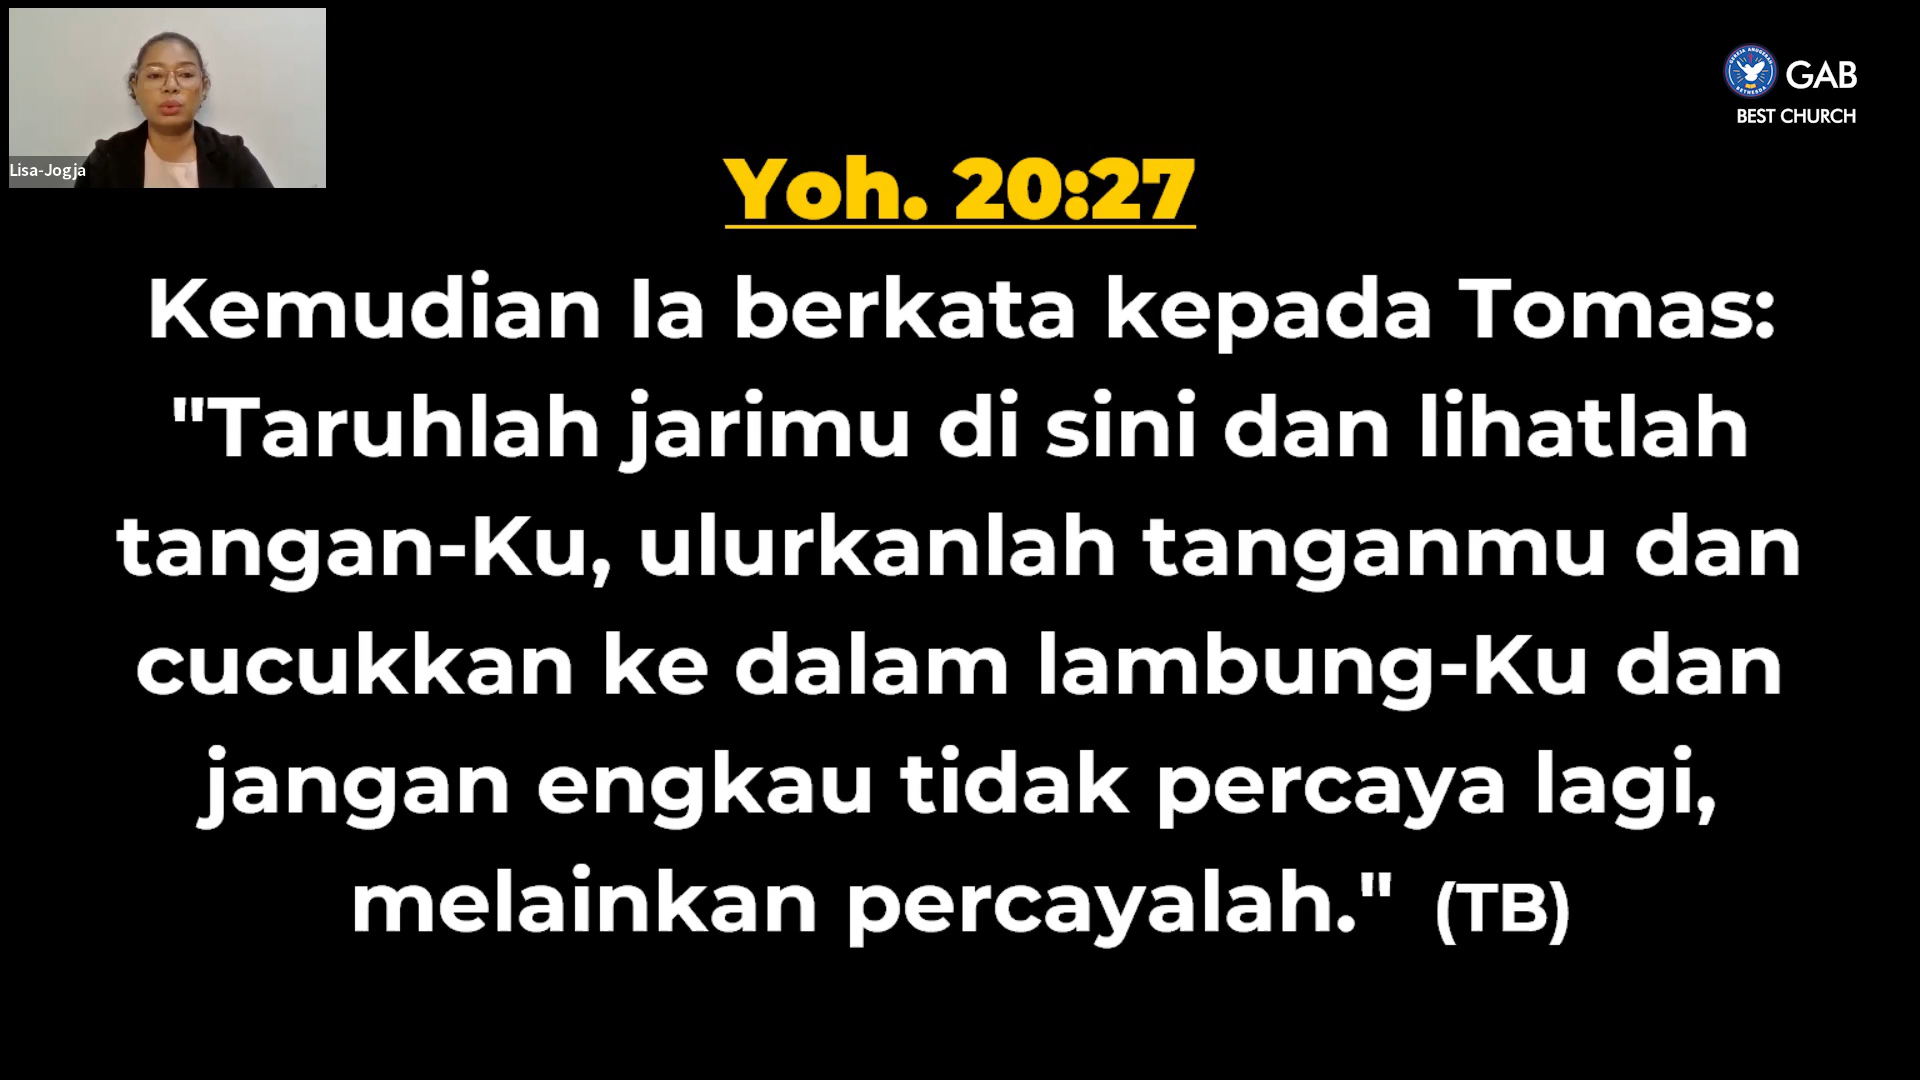 Lisa-Jogja
GAB
BEST CHURCH
Yoh. 20:27
Kemudian Ia berkata kepada Tomas:
"Taruhlah jarimu di sini dan lihatlah
tangan-Ku, ulurkanlah tanganmu dan
cucukkan ke dalam lambung-Ku dan
jangan engkau tidak percaya lagi,
melainkan percayalah." (TB)